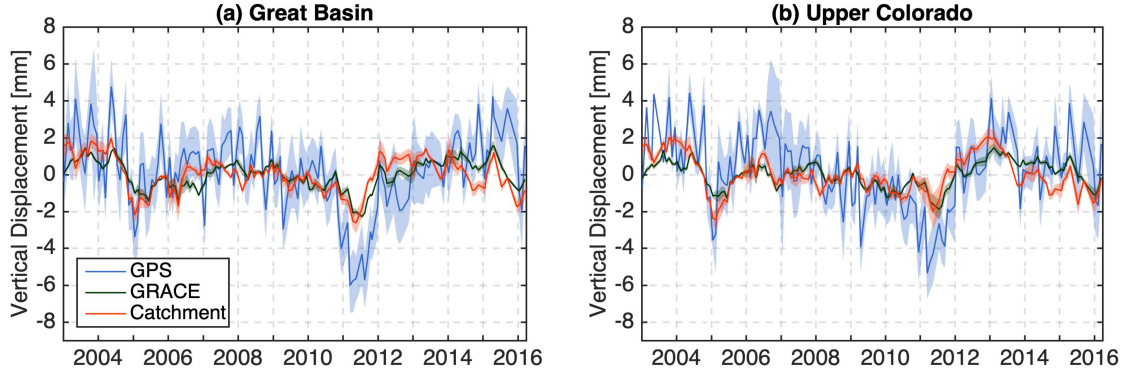 (a) Great Basin
Vertical Displacement [mm]
8
6
4
2
0
-2
-4
-6
-8
GPS
GRACE
Catchment
2004 2006 2008 2010 2012 2014 2016
(b) Upper Colorado
Vertical Displacement [mm]
8
6
4
2
0
-2
-4
-6
-8
2004 2006 2008 2010 2012 2014 2016